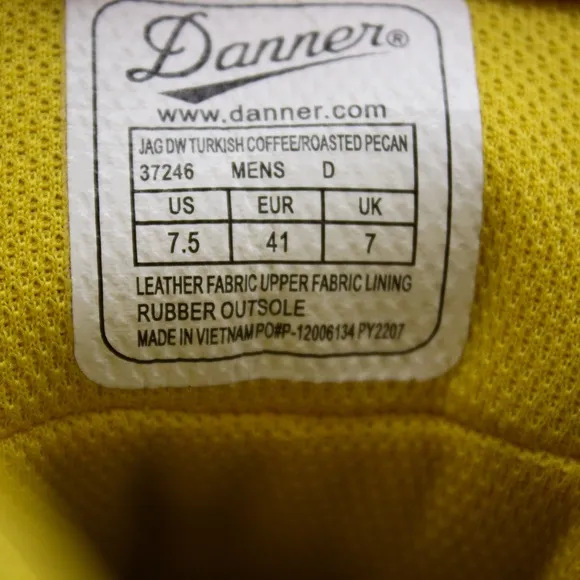 Danner®
www.danner.com
JAG DW TURKISH COFFEE/ROASTED PECAN
37246 MENS D
US EUR UK
7.5 41 7
LEATHER FABRIC UPPER FABRIC LINING
RUBBER OUTSOLE
MADE IN VIETNAM PO#P-12006134 PY2207